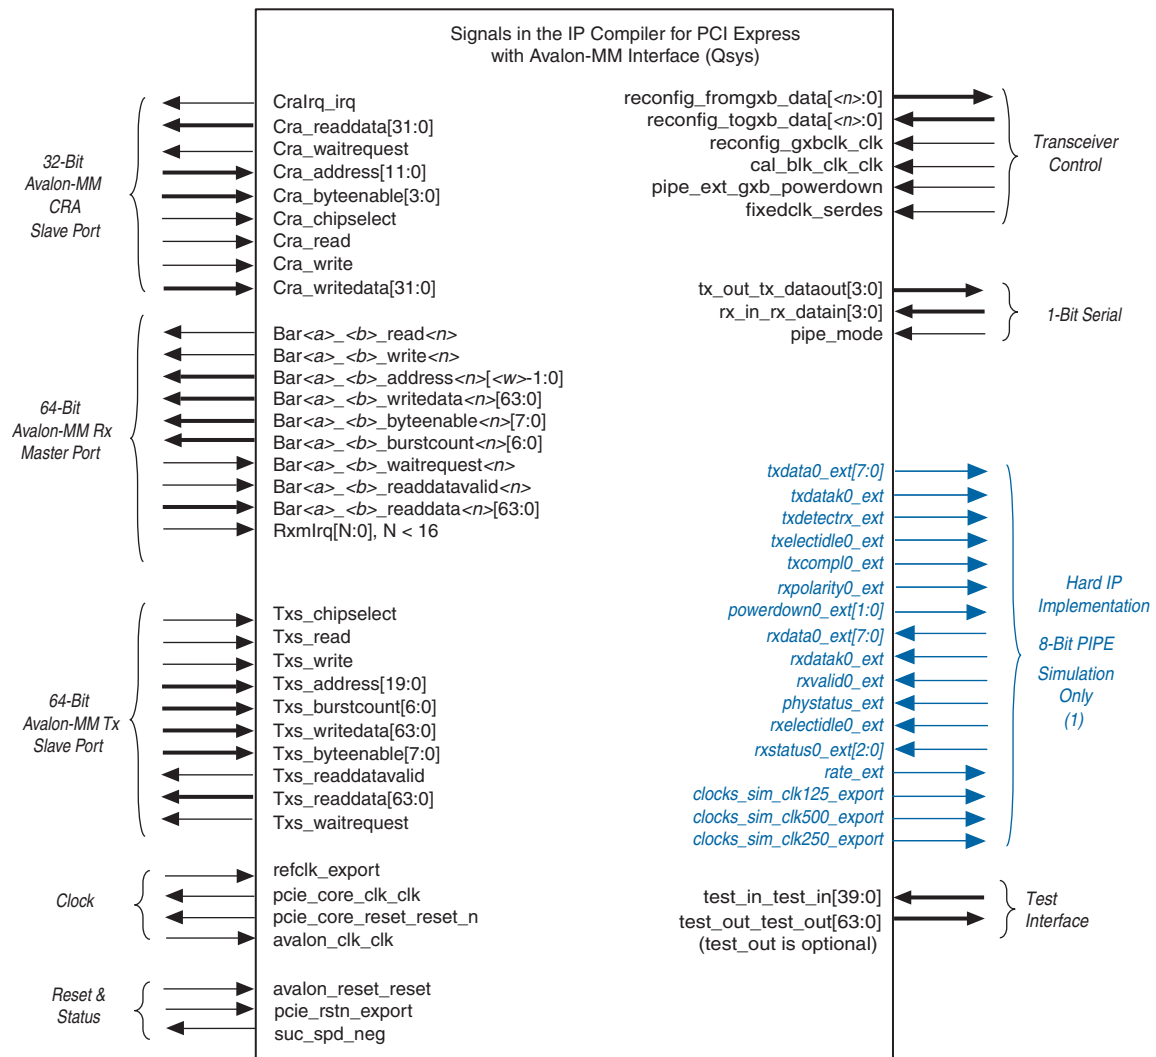 Signals in the IP Compiler for PCI Express
with Avalon-MM Interface (Qsys)
32-Bit
Avalon-MM
CRA
Slave Port
CraIrq_irq
Cra_readdata[31:0]
Cra_waitrequest
Cra_address[11:0]
Cra_byteenable[3:0]
Cra_chipselect
Cra_read
Cra_write
Cra_writedata[31:0]
64-Bit
Avalon-MM Rx
Master Port
Bar<a>_<b>_read<n>
Bar<a>_<b>_write<n>
Bar<a>_<b>_address<n>[<w>-1:0]
Bar<a>_<b>_writedata<n>[63:0]
Bar<a>_<b>_byteenable<n>[7:0]
Bar<a>_<b>_burstcount<n>[6:0]
Bar<a>_<b>_waitrequest<n>
Bar<a>_<b>_readdatavalid<n>
Bar<a>_<b>_readdata<n>[63:0]
RxmIrq[N:0], N < 16
64-Bit
Avalon-MM Tx
Slave Port
Txs_chipselect
Txs_read
Txs_write
Txs_address[19:0]
Txs_burstcount[6:0]
Txs_writedata[63:0]
Txs_byteenable[7:0]
Txs_readdatavalid
Txs_readdata[63:0]
Txs_waitrequest
Clock
refclk_export
pcie_core_clk_clk
pcie_core_reset_reset_n
avalon_clk_clk
Reset &
Status
avalon_reset_reset
pcie_rstn_export
suc_spd_neg
reconfig_fromgxb_data[<n>:0]
reconfig_togxb_data[<n>:0]
reconfig_gxbclk_clk
cal_blk_clk_clk
pipe_ext_gxb_powerdown
fixedclk_serdes
Transceiver
Control
tx_out_tx_dataout[3:0]
rx_in_rx_datain[3:0]
pipe_mode
1-Bit Serial
txdata0_ext[7:0]
txdatak0_ext
txdetectrx_ext
txelectidle0_ext
txcompl0_ext
rxpolarity0_ext
powerdown0_ext[1:0]
rxdata0_ext[7:0]
rxdatak0_ext
rxvalid0_ext
phystatus_ext
rxelectidle0_ext
rxstatus0_ext[2:0]
rate_ext
clocks_sim_clk125_export
clocks_sim_clk500_export
clocks_sim_clk250_export
Hard IP
Implementation
8-Bit PIPE
Simulation
Only
(1)
test_in_test_in[39:0]
test_out_test_out[63:0]
(test_out is optional)
Test
Interface